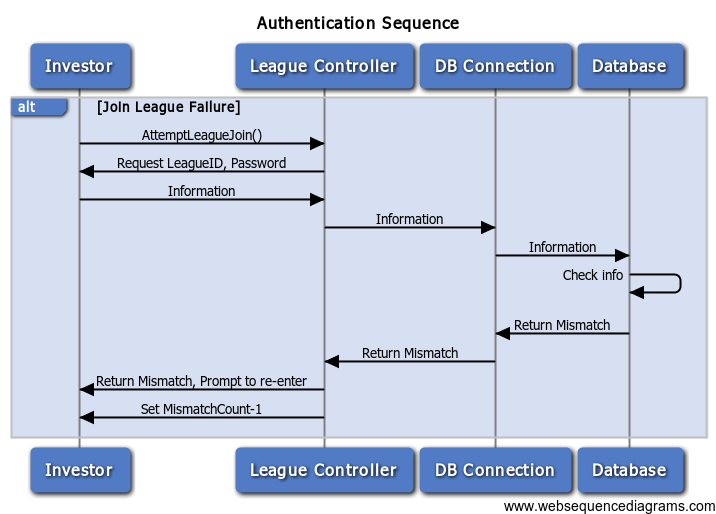 Authentication Sequence
Investor
League Controller
DB Connection
Database
alt
[Join League Failure]
AttemptLeagueJoin()
Request LeagueID, Password
Information
Information
Information
Check info
Return Mismatch
Return Mismatch
Return Mismatch, Prompt to re-enter
Set MismatchCount-1
Investor
League Controller
DB Connection
Database
www.websequencediagrams.com